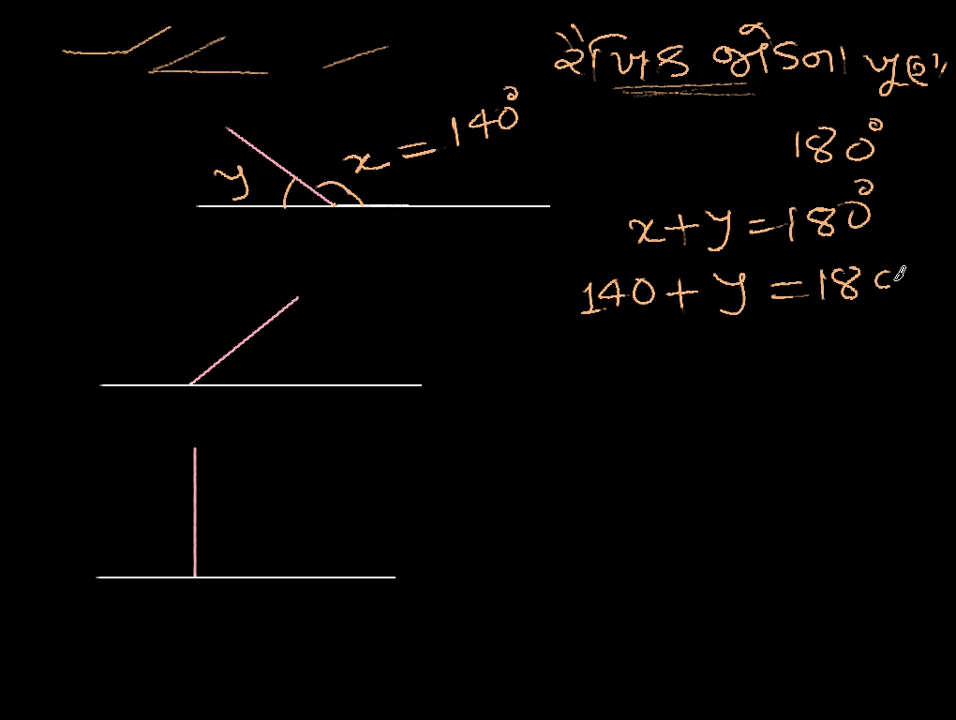 રૈખિક જોડના
180°
y x = 140°
x + y = 180°
140 + y = 180